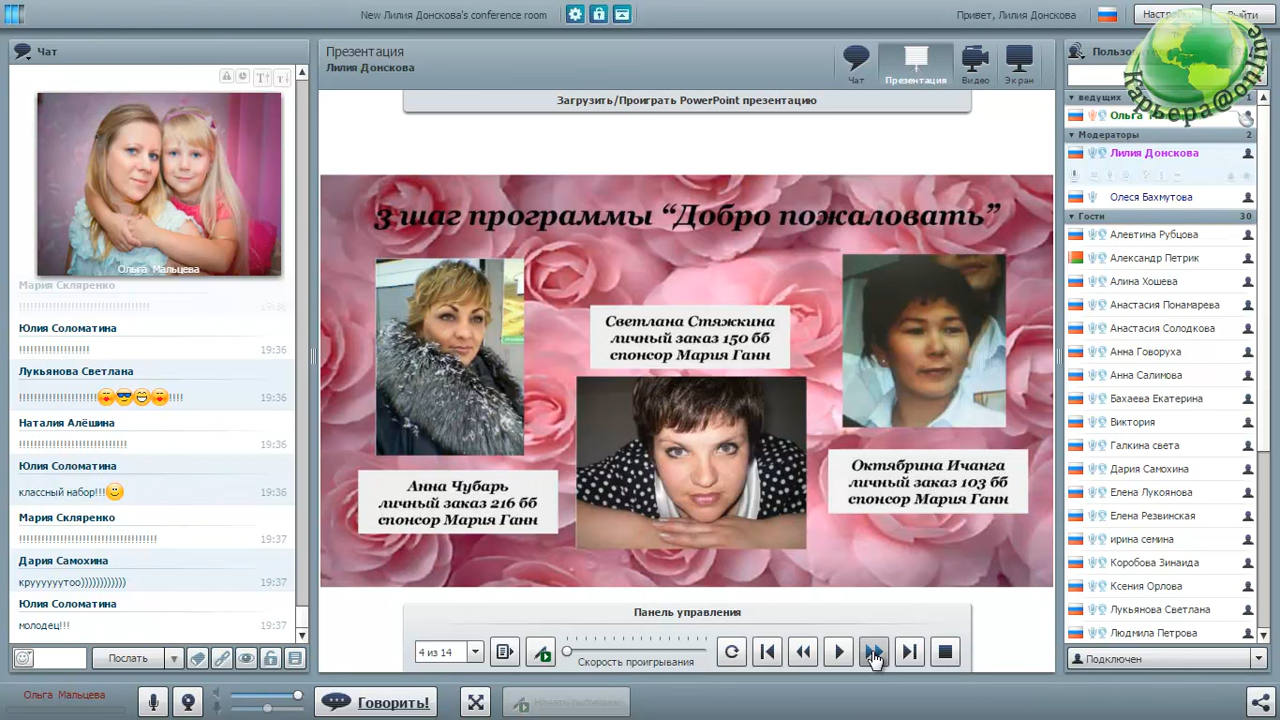 New Лилия Донскова's conference room
Привет, Лилия Донскова
Настройки
Выйти
Карьера@online
Чат
Ольга Мальцева
Мария Скляренко
!!!!!!!!!!!!!!!!!!!!!!!!!!!!!!!!!! 19:36
Юлия Соломатина
!!!!!!!!!!!!!!!!!!! 19:36
Лукьянова Светлана
!!!!!!!!!!!!!!!!!!!!! !!!! 19:36
Наталия Алёшина
!!!!!!!!!!!!!!!!!!!!!!!!!!!!! 19:36
Юлия Соломатина
классный набор!!! 19:36
Мария Скляренко
!!!!!!!!!!!!!!!!!!!!!!!!!!!!!!!!!!!! 19:37
Дария Самохина
крууууууутоо)))))))))))) 19:37
Юлия Соломатина
молодец!!! 19:37
Послать
Ольга Мальцева
Говорить!
Презентация
Лилия Донскова
Чат
Презентация
Видео
Экран
Загрузить/Проиграть PowerPoint презентацию
3 шаг программы “Добро пожаловать”
Светлана Стяжкина
личный заказ 150 бб
спонсор Мария Ганн
Анна Чубарь
личный заказ 216 бб
спонсор Мария Ганн
Октябрина Ичанга
личный заказ 103 бб
спонсор Мария Ганн
Панель управления
4 из 14
Скорость проигрывания
ведущих 1
Модераторы 2
Лилия Донскова
Олеся Бахмутова
Гости 30
Алевтина Рубцова
Александр Петрик
Алина Хошева
Анастасия Понамарева
Анастасия Солодкова
Анна Говоруха
Анна Салимова
Бахаева Екатерина
Виктория
Галкина света
Дария Самохина
Елена Лукоянова
Елена Резвинская
ирина семина
Коробова Зинаида
Ксения Орлова
Лукьянова Светлана
Людмила Петрова
Подключен